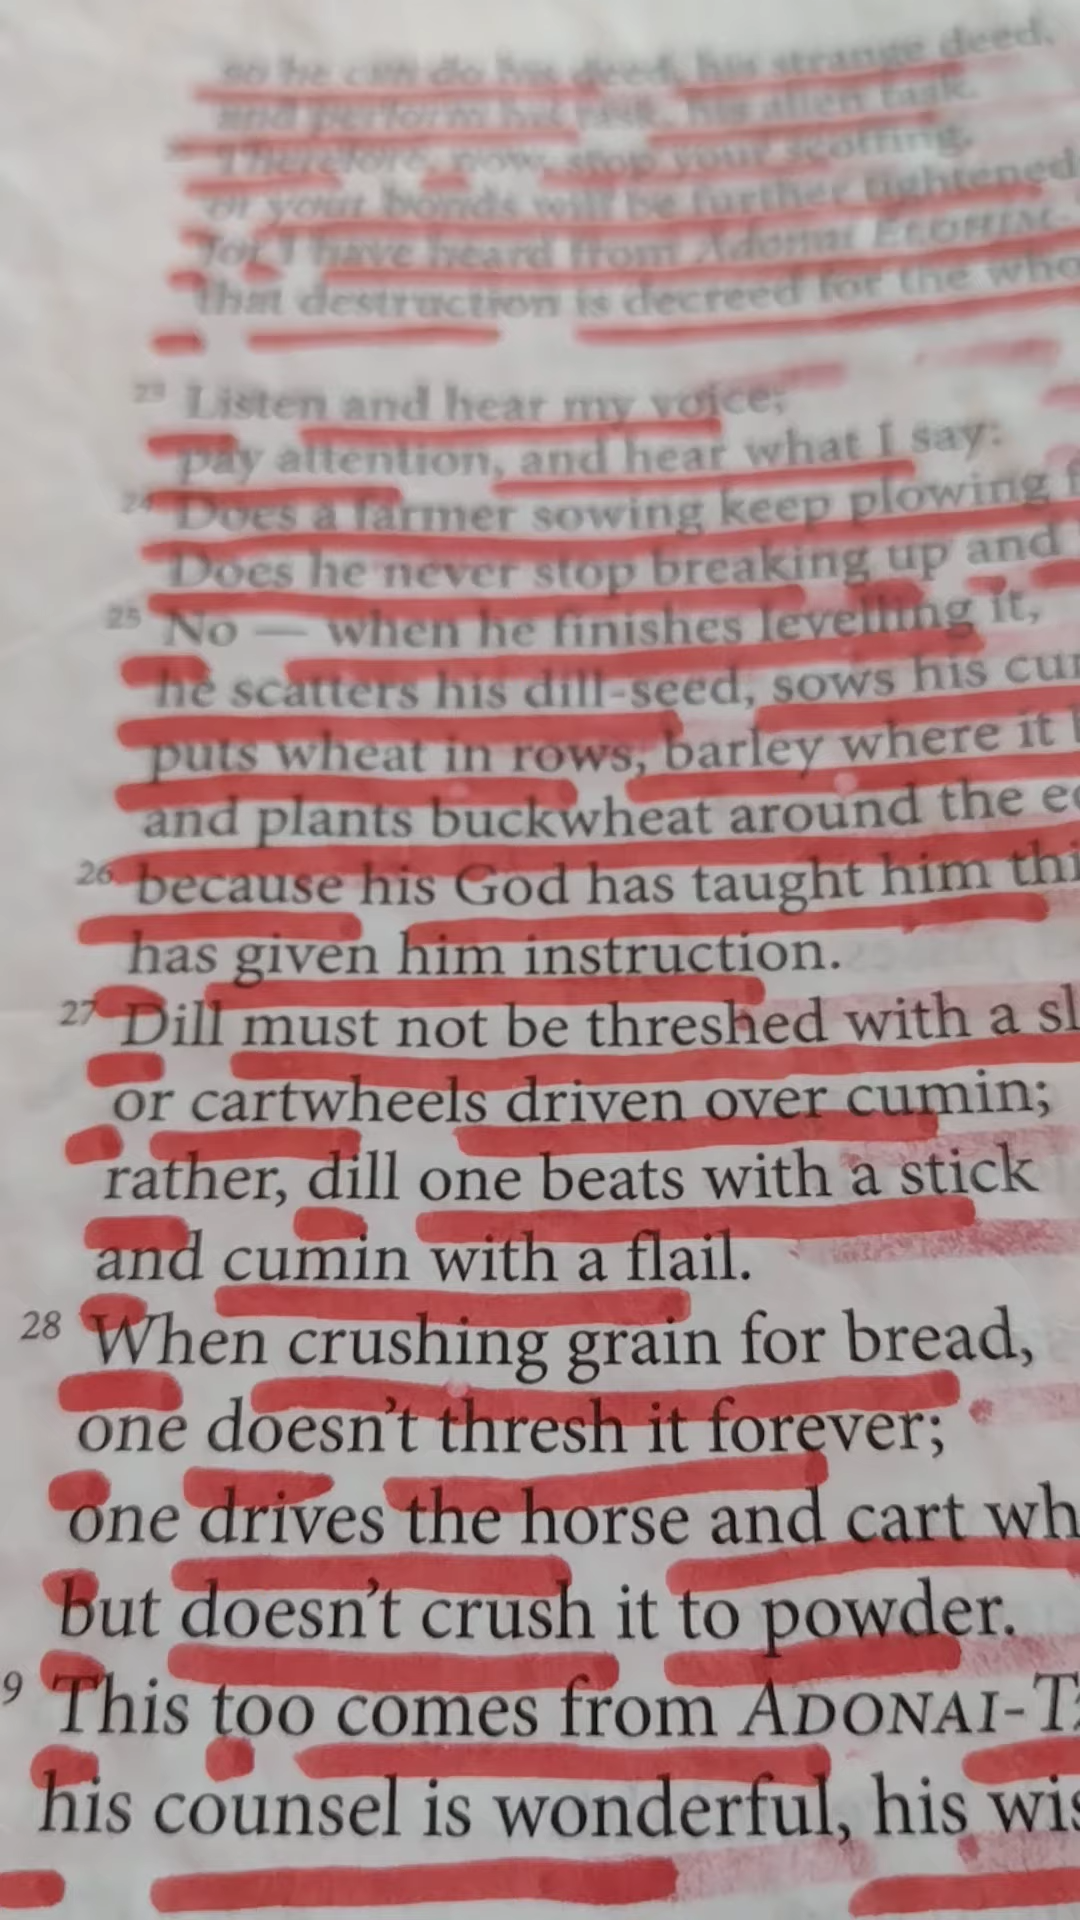 so he can do his deed, his strange deed,
and perform his task, his alien task.
Therefore, now, stop your scoffing,
or your bonds will be further tightened
for I have heard from Adonai ELOHIM
that destruction is decreed for the
23 Listen and hear my voice;
pay attention, and hear what I say:
24 Does a farmer sowing keep plowing
Does he never stop breaking up and
25 No — when he finishes levelling it,
he scatters his dill-seed, sows his
puts wheat in rows, barley where it
and plants buckwheat around the
26 because his God has taught him
has given him instruction.
27 Dill must not be threshed with a
or cartwheels driven over cumin;
rather, dill one beats with a stick
and cumin with a flail.
28 When crushing grain for bread,
one doesn't thresh it forever;
one drives the horse and cart
but doesn't crush it to powder.
9 This too comes from ADONAI-
his counsel is wonderful, his